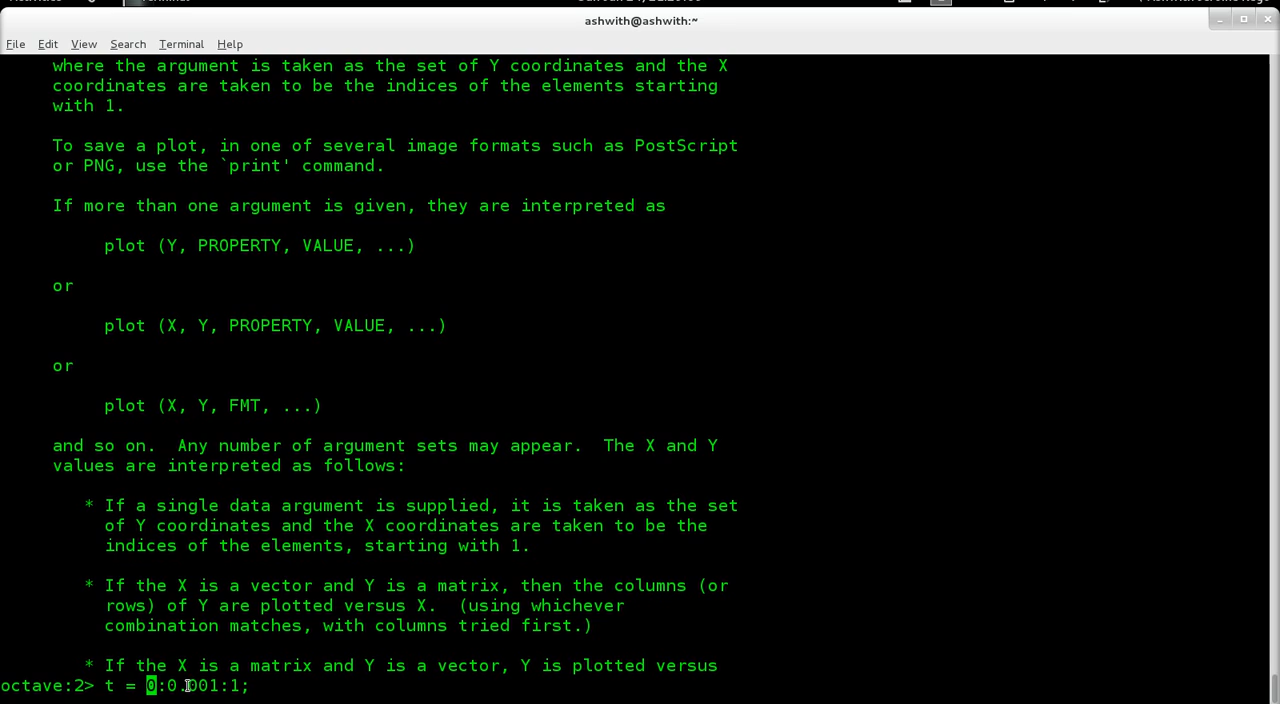 ashwith@ashwith:~
File Edit View Search Terminal Help
where the argument is taken as the set of Y coordinates and the X
coordinates are taken to be the indices of the elements starting
with 1.
To save a plot, in one of several image formats such as PostScript
or PNG, use the `print' command.
If more than one argument is given, they are interpreted as
plot (Y, PROPERTY, VALUE, ...)
or
plot (X, Y, PROPERTY, VALUE, ...)
or
plot (X, Y, FMT, ...)
and so on.  Any number of argument sets may appear.  The X and Y
values are interpreted as follows:
* If a single data argument is supplied, it is taken as the set
of Y coordinates and the X coordinates are taken to be the
indices of the elements, starting with 1.
* If the X is a vector and Y is a matrix, then the columns (or
rows) of Y are plotted versus X.  (using whichever
combination matches, with columns tried first.)
* If the X is a matrix and Y is a vector, Y is plotted versus
octave:2> t = 0:0.001:1;